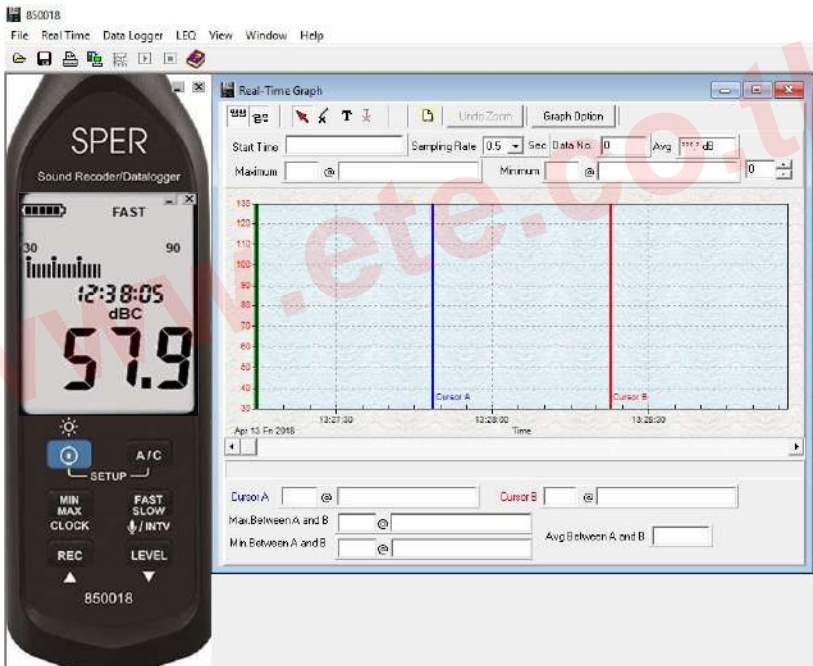 850018
File Real Time Data Logger LEQ View Window Help
SPER
Sound Recoder/Datalogger
FAST
30 90
12:38:05
dBC
57.9
A/C
SETUP
MIN MAX CLOCK
FAST SLOW /INTV
REC
LEVEL
850018
Real-Time Graph
T
Undo Zoom Graph Option
Start Time Sampling Rate 0.5 Sec Data No. 0 Avg ***.* dB
Maximum @ Minimum @ 0
130
120
110
100
90
80
70
60
50
40
30
Cursor A Cursor B
13:27:30 13:28:00 13:28:30
Apr 13 Fri 2018 Time
Cursor A @ Cursor B @
Max.Between A and B @
Min.Between A and B @
Avg Between A and B